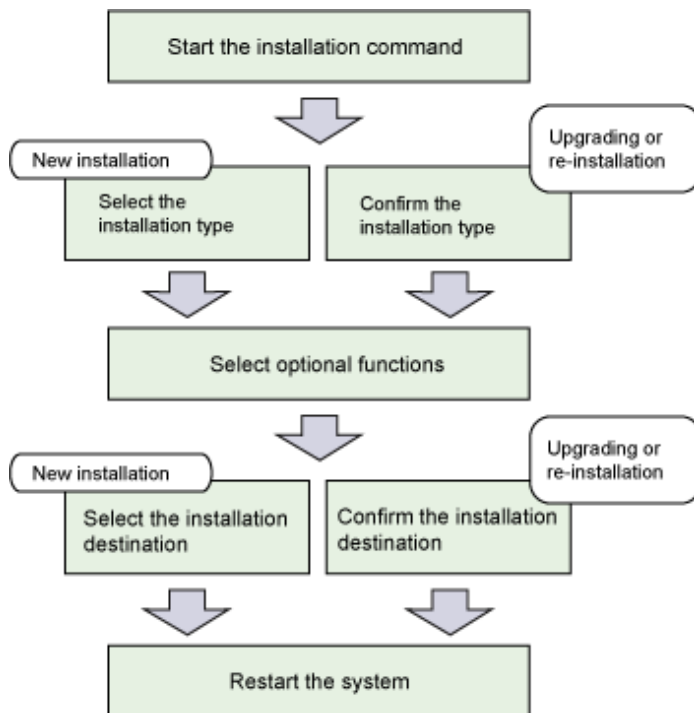 Start the installation command
New installation
Upgrading or
re-installation
Select the
installation type
Confirm the
installation type
Select optional functions
New installation
Upgrading or
re-installation
Select the installation
destination
Confirm the installation
destination
Restart the system